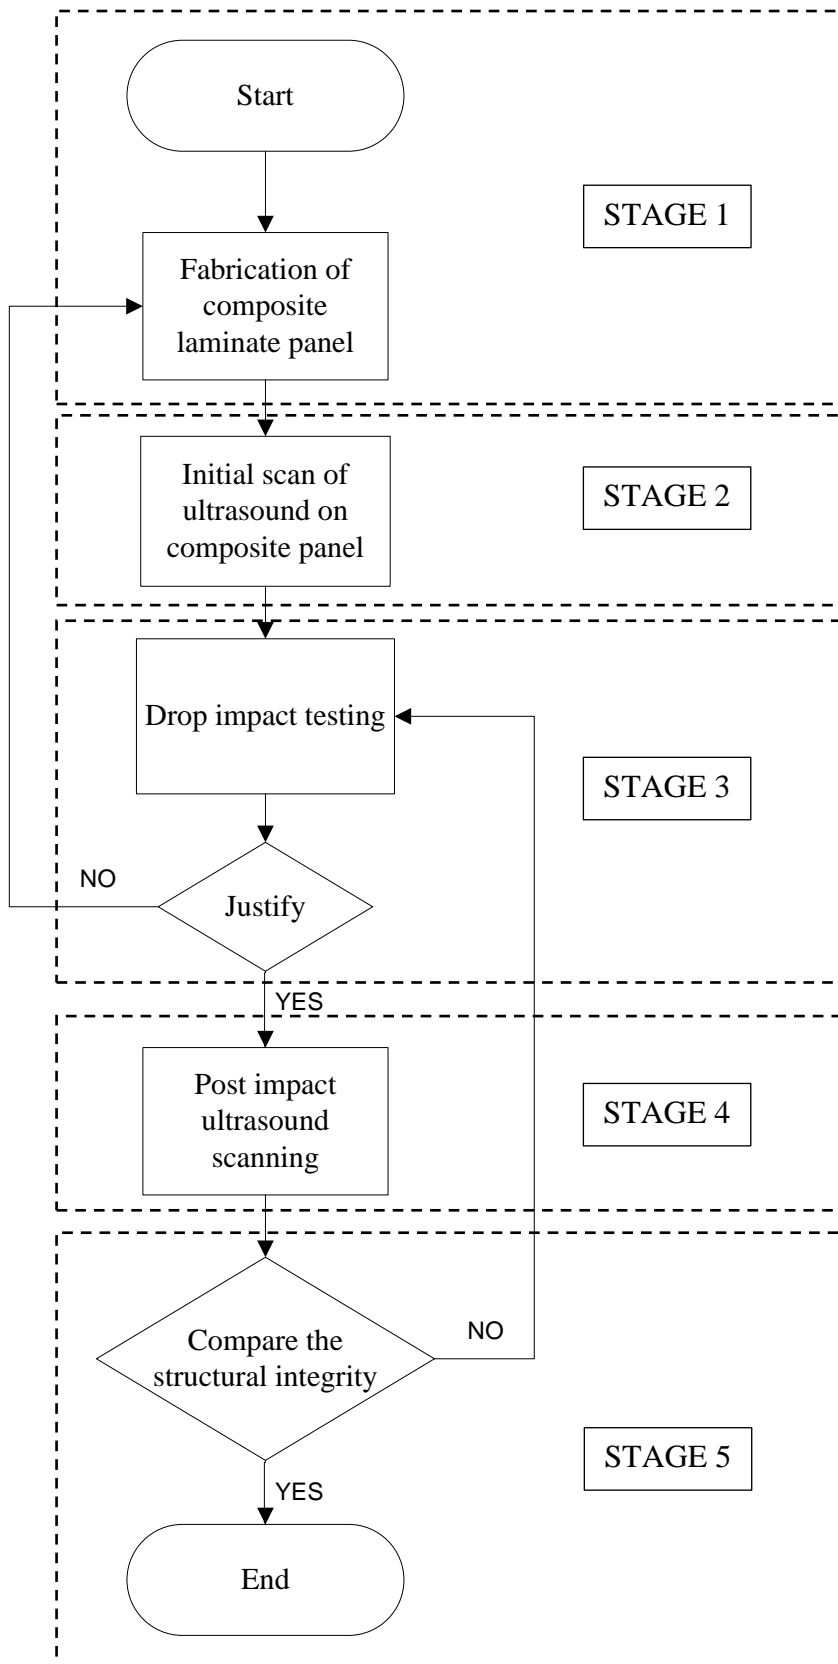 Start
STAGE 1
Fabrication of
composite
laminate panel
Initial scan of
ultrasound on
composite panel
STAGE 2
Drop impact testing
STAGE 3
NO
Justify
YES
Post impact
ultrasound
scanning
STAGE 4
Compare the
structural integrity
NO
STAGE 5
YES
End